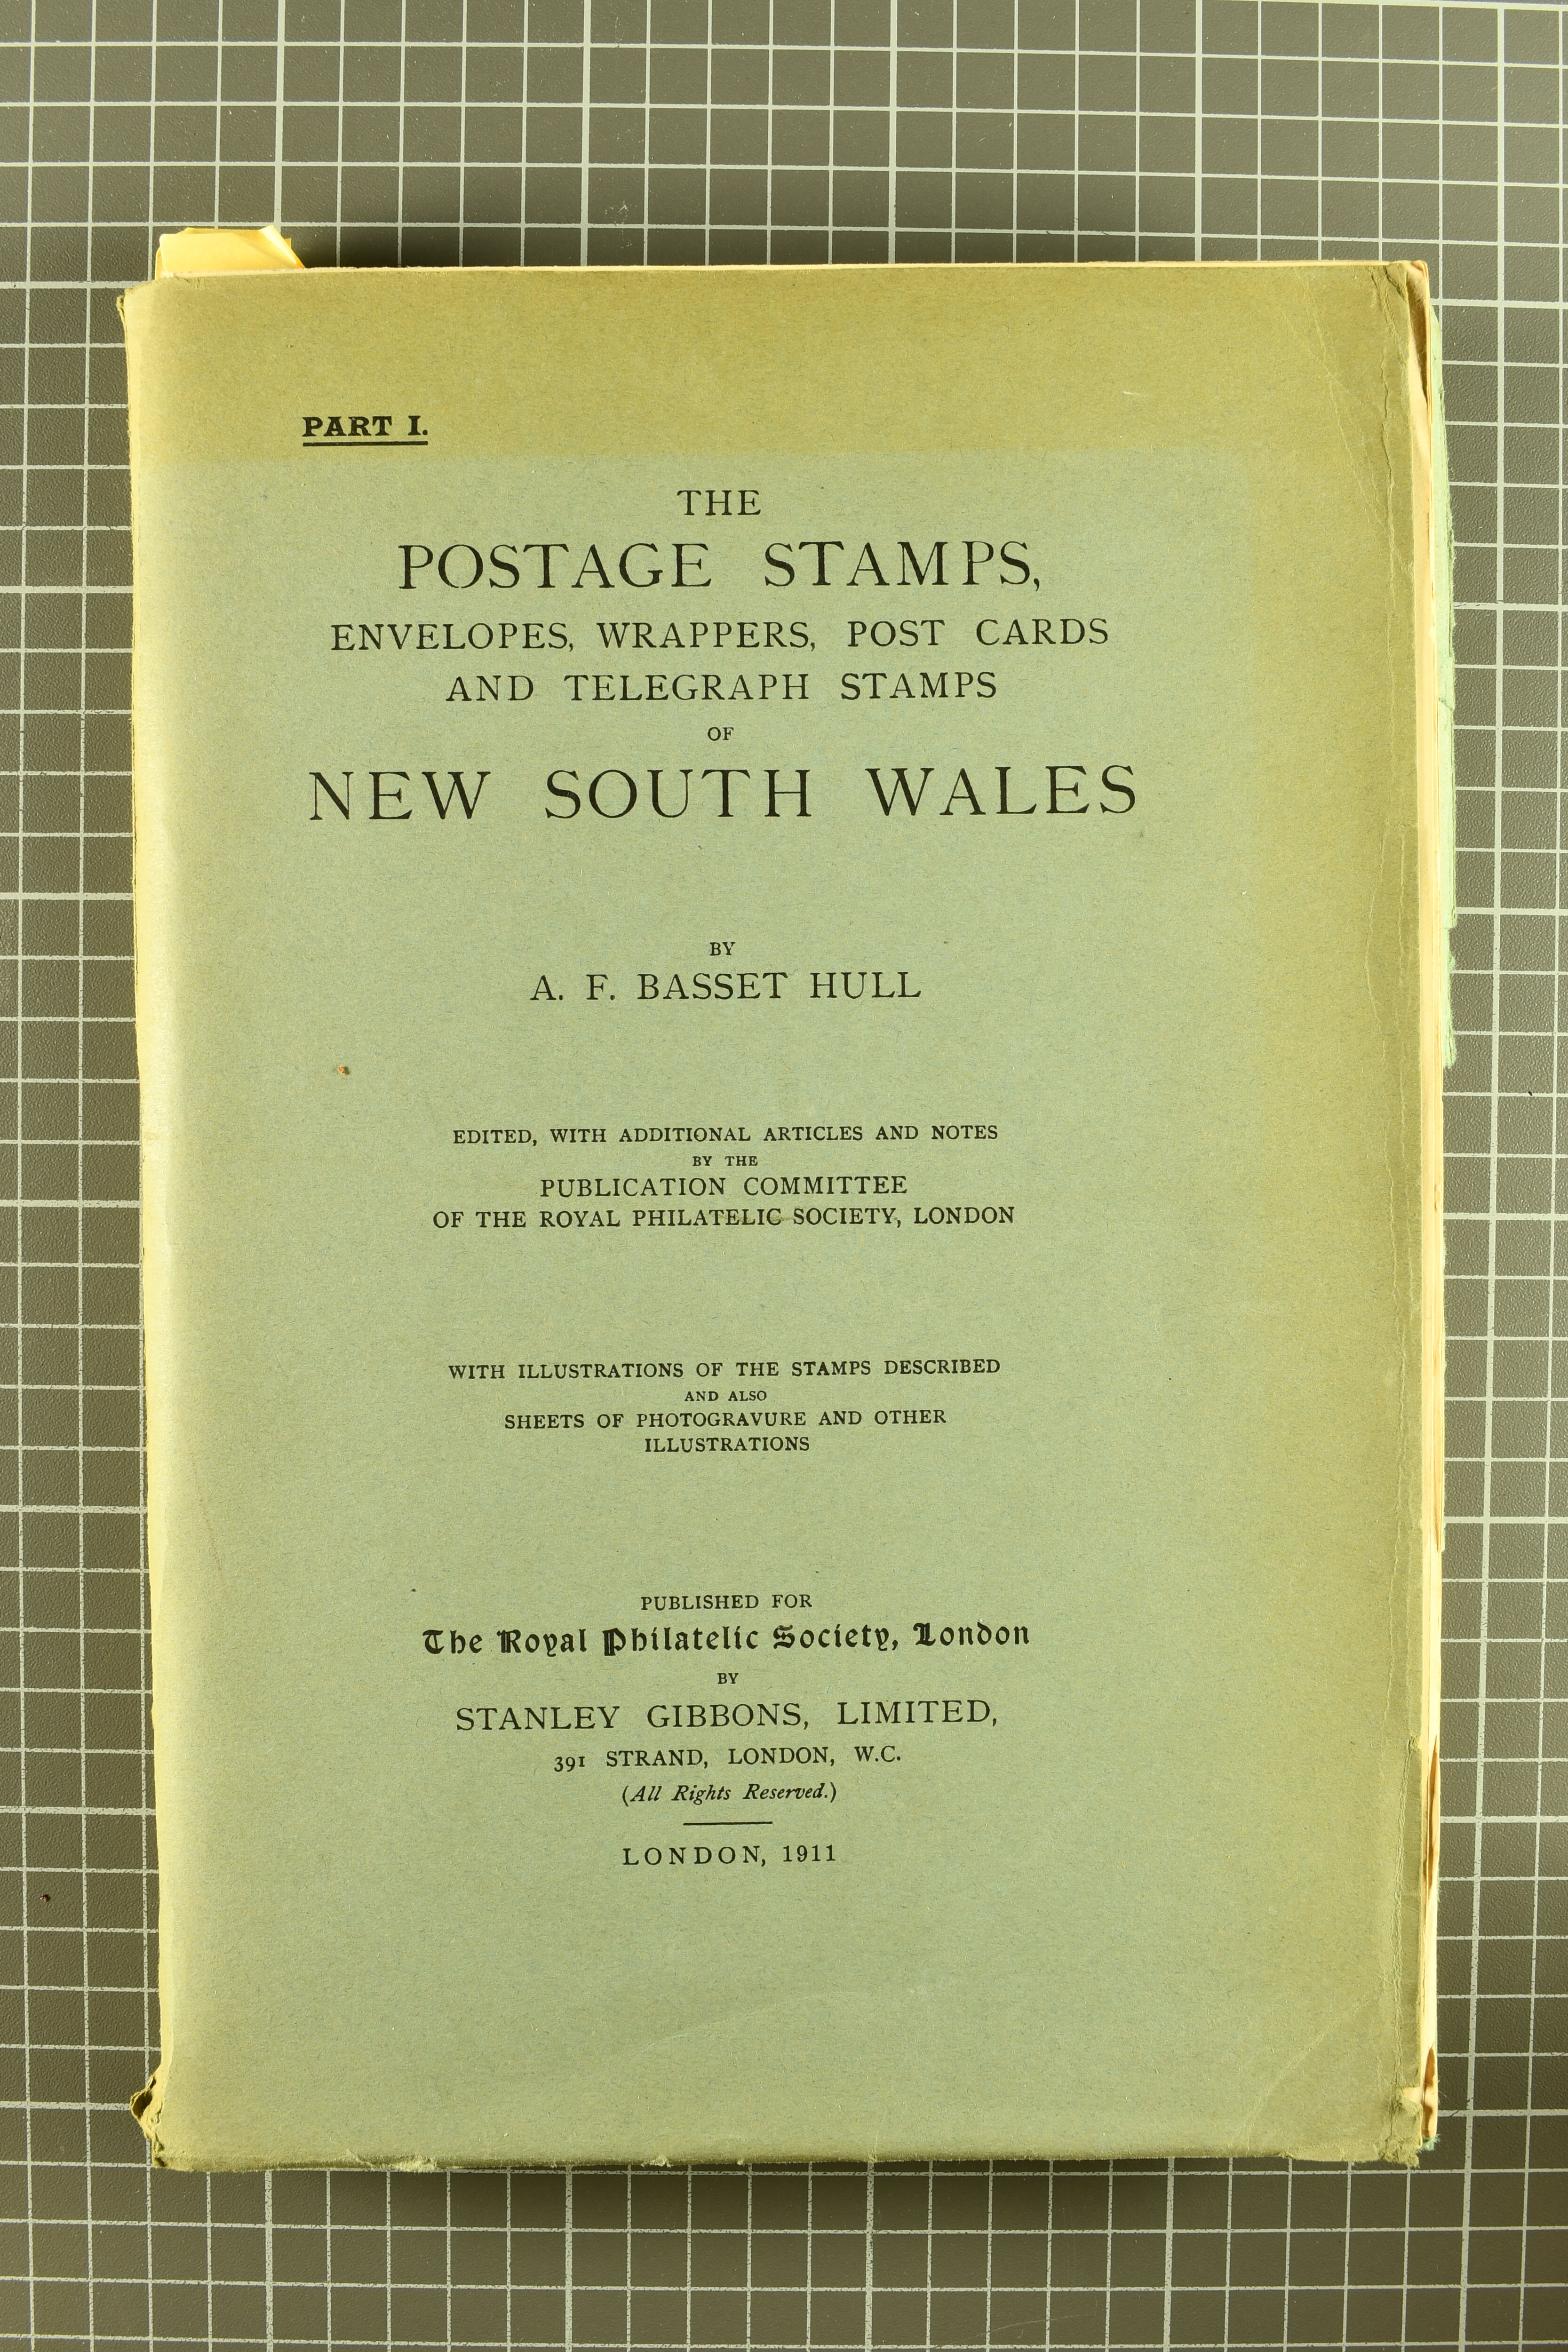 PART I.
THE
POSTAGE STAMPS,
ENVELOPES, WRAPPERS, POST CARDS
AND TELEGRAPH STAMPS
OF
NEW SOUTH WALES
BY
A. F. BASSET HULL
EDITED, WITH ADDITIONAL ARTICLES AND NOTES
BY THE
PUBLICATION COMMITTEE
OF THE ROYAL PHILATELIC SOCIETY, LONDON
WITH ILLUSTRATIONS OF THE STAMPS DESCRIBED
AND ALSO
SHEETS OF PHOTOGRAVURE AND OTHER
ILLUSTRATIONS
PUBLISHED FOR
The Royal Philatelic Society, London
BY
STANLEY GIBBONS, LIMITED,
391 STRAND, LONDON, W.C.
(All Rights Reserved.)
LONDON, 1911